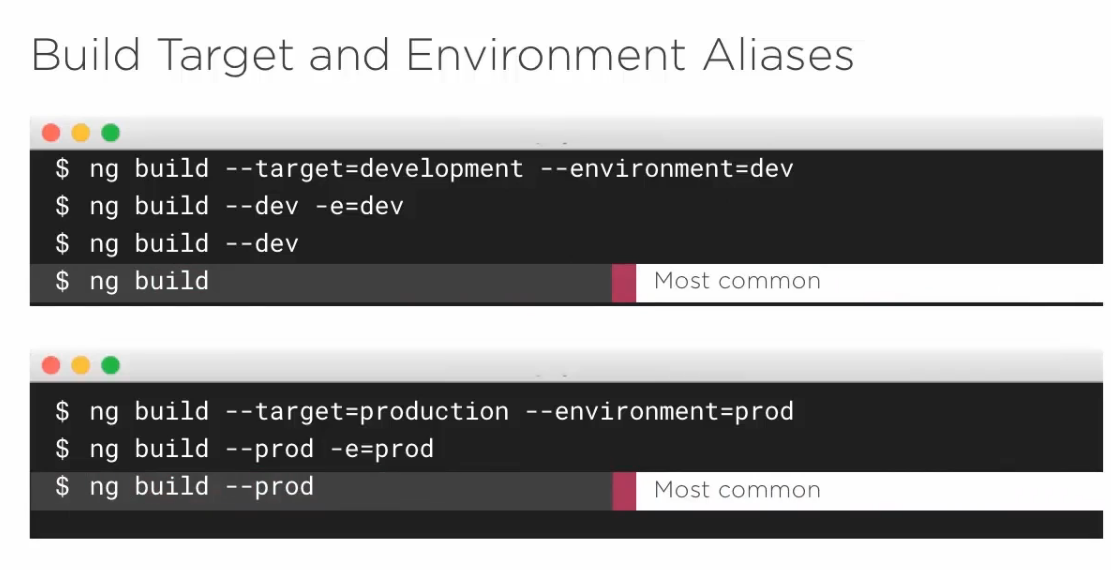 Build Target and Environment Aliases
$ ng build --target=development --environment=dev
$ ng build --dev -e=dev
$ ng build --dev
$ ng build
Most common
$ ng build --target=production --environment=prod
$ ng build --prod -e=prod
$ ng build --prod
Most common